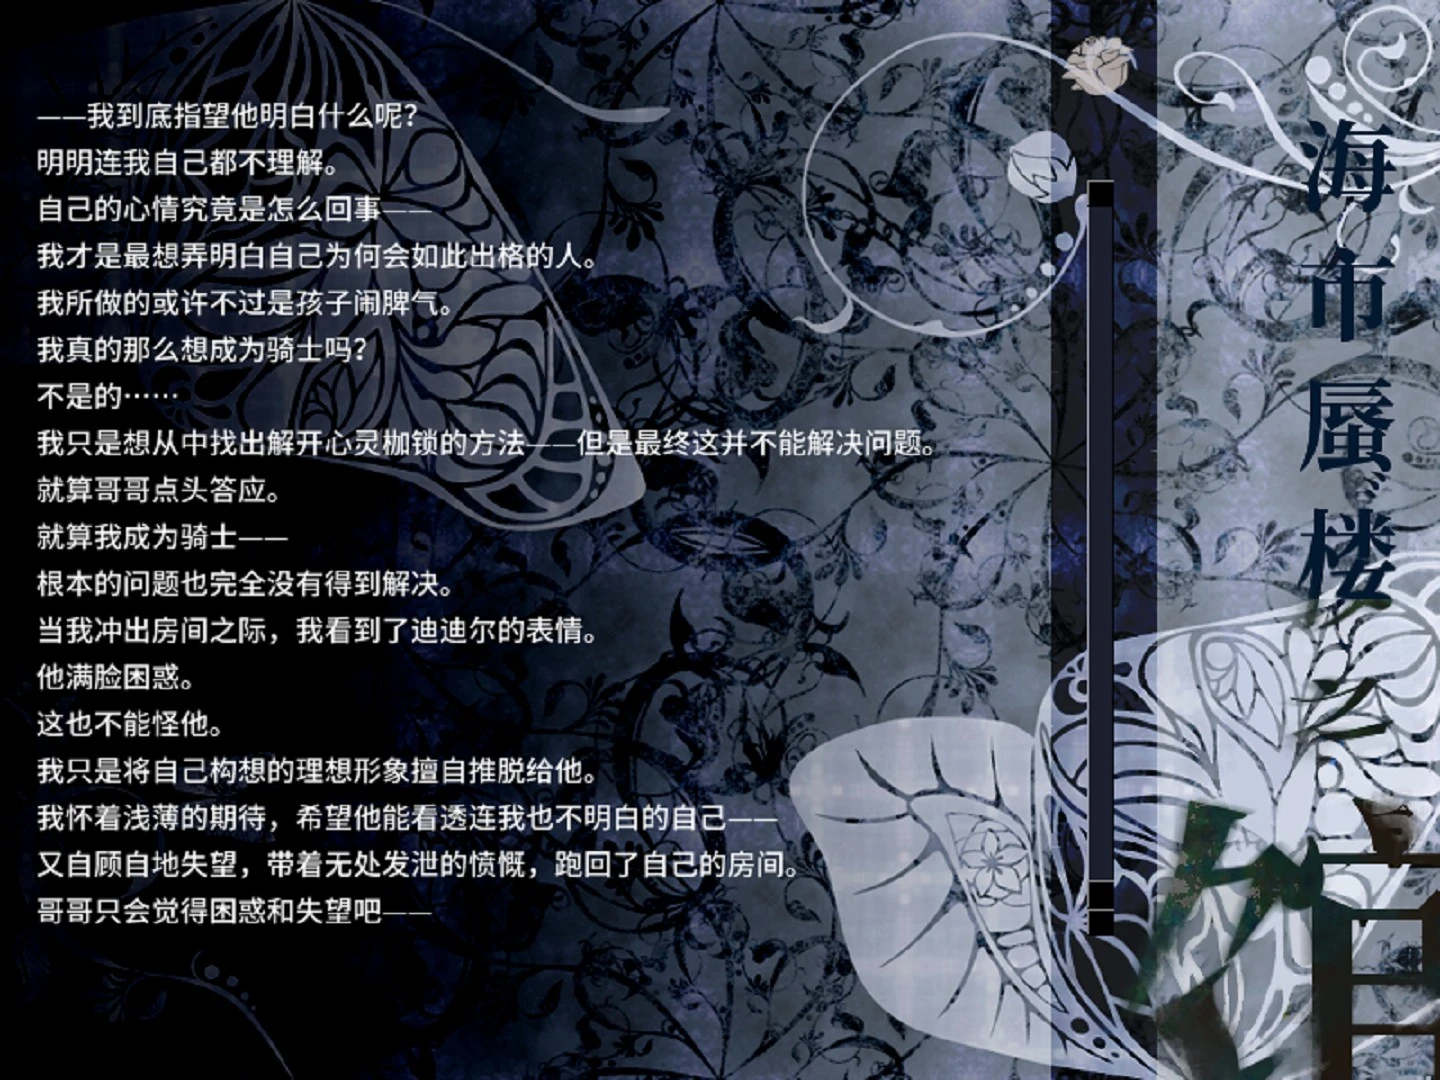 ——我到底指望他明白什么呢？
明明连我自己都不理解。
自己的心情究竟是怎么回事——
我才是最想弄明白自己为何会如此出格的人。
我所做的或许不过是孩子闹脾气。
我真的那么想成为骑士吗？
不是的……
我只是想从中找出解开心灵枷锁的方法——但是最终这并不能解决问题。
就算哥哥点头答应。
就算我成为骑士——
根本的问题也完全没有得到解决。
当我冲出房间之际，我看到了迪迪尔的表情。
他满脸困惑。
这也不能怪他。
我只是将自己构想的理想形象擅自推脱给他。
我怀着浅薄的期待，希望他能看透连我也不明白的自己——
又自顾自地失望，带着无处发泄的愤慨，跑回了自己的房间。
哥哥只会觉得困惑和失望吧——
海市蜃楼之馆